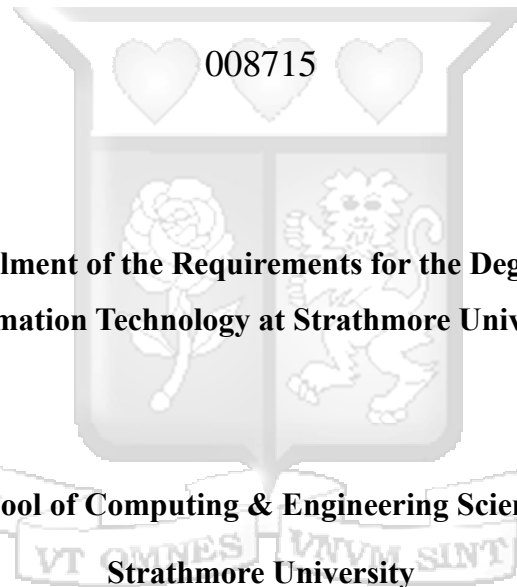 008715
lment of the Requirements for the Deg
mation Technology at Strathmore Univ
ool of Computing & Engineering Scien
VT OMNES VNVM SINT
Strathmore University